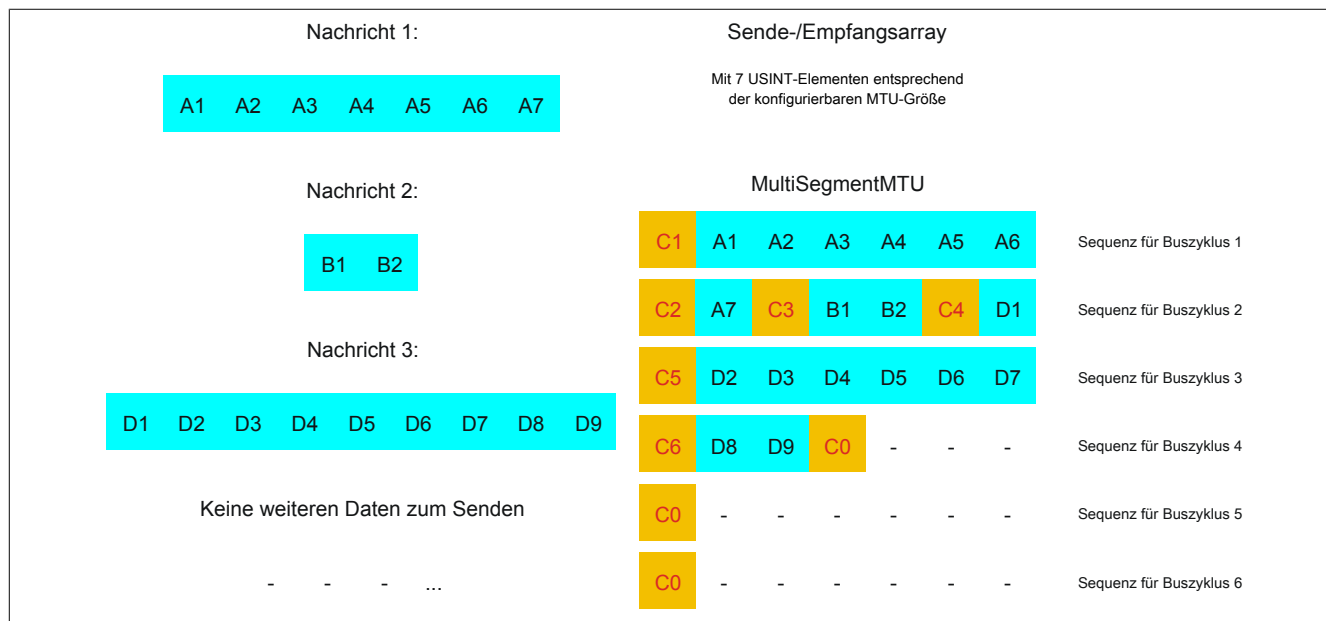 Nachricht 1:
A1 A2 A3 A4 A5 A6 A7
Nachricht 2:
B1 B2
Nachricht 3:
D1 D2 D3 D4 D5 D6 D7 D8 D9
Keine weiteren Daten zum Senden
- - - ...
Sende-/Empfangsarray
Mit 7 USINT-Elementen entsprechend
der konfigurierbaren MTU-Größe
MultiSegmentMTU
C1 A1 A2 A3 A4 A5 A6 Sequenz für Buszyklus 1
C2 A7 C3 B1 B2 C4 D1 Sequenz für Buszyklus 2
C5 D2 D3 D4 D5 D6 D7 Sequenz für Buszyklus 3
C6 D8 D9 C0 - - - Sequenz für Buszyklus 4
C0 - - - - - - Sequenz für Buszyklus 5
C0 - - - - - - Sequenz für Buszyklus 6